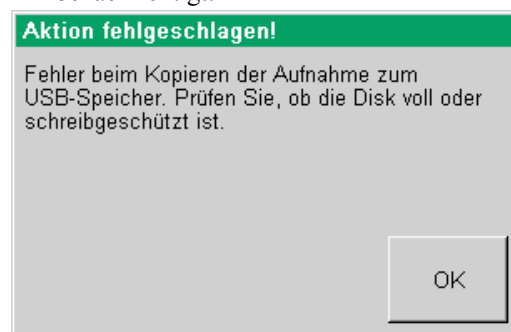 Aktion fehlgeschlagen!
Fehler beim Kopieren der Aufnahme zum
USB-Speicher. Prüfen Sie, ob die Disk voll oder
schreibgeschützt ist.
OK